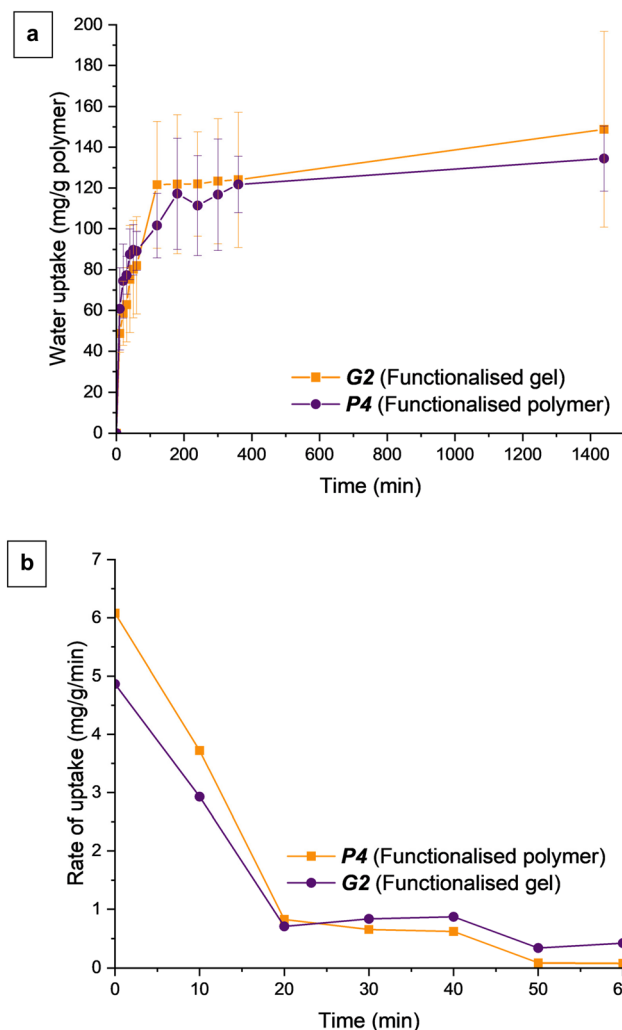 a
200
180
160
140
120
100
80
60
40
20
0
Water uptake (mg/g polymer)
G2 (Functionalised gel)
P4 (Functionalised polymer)
0 200 400 600 800 1000 1200 1400
Time (min)
b
7
6
5
4
3
2
1
0
Rate of uptake (mg/g/min)
P4 (Functionalised polymer)
G2 (Functionalised gel)
0 10 20 30 40 50 6
Time (min)